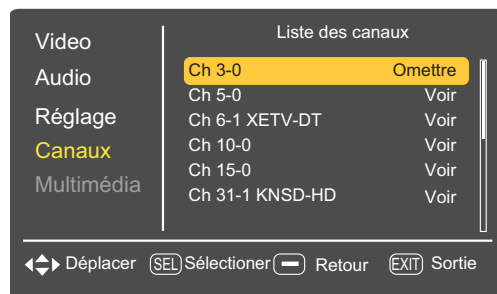 Video
Audio
Réglage
Canaux
Multimédia
Liste des canaux
Ch 3-0 Omettre
Ch 5-0 Voir
Ch 6-1 XETV-DT Voir
Ch 10-0 Voir
Ch 15-0 Voir
Ch 31-1 KNSD-HD Voir
Déplacer SEL Sélectioner Retour EXIT Sortie